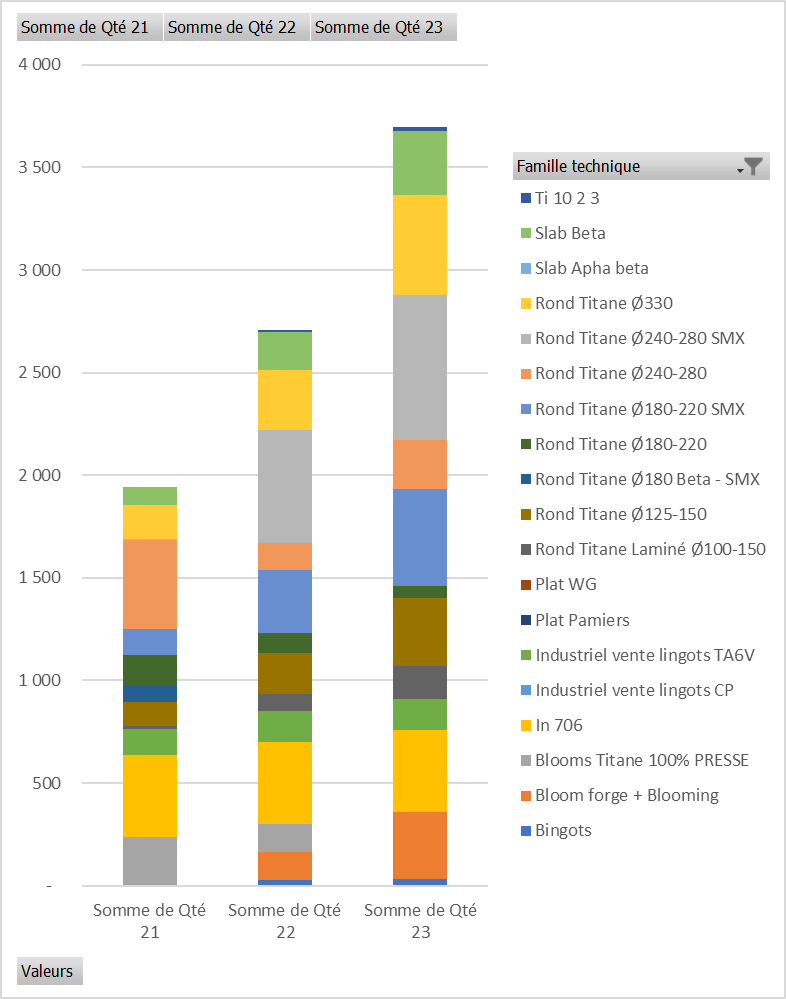 Somme de Qté 21 Somme de Qté 22 Somme de Qté 23
4 000
3 500
3 000
2 500
2 000
1 500
1 000
500
-
Somme de Qté 21
Somme de Qté 22
Somme de Qté 23
Famille technique
Ti 10 2 3
Slab Beta
Slab Apha beta
Rond Titane Ø330
Rond Titane Ø240-280 SMX
Rond Titane Ø240-280
Rond Titane Ø180-220 SMX
Rond Titane Ø180-220
Rond Titane Ø180 Beta - SMX
Rond Titane Ø125-150
Rond Titane Laminé Ø100-150
Plat WG
Plat Pamiers
Industriel vente lingots TA6V
Industriel vente lingots CP
In 706
Blooms Titane 100% PRESSE
Bloom forge + Blooming
Bingots
Valeurs